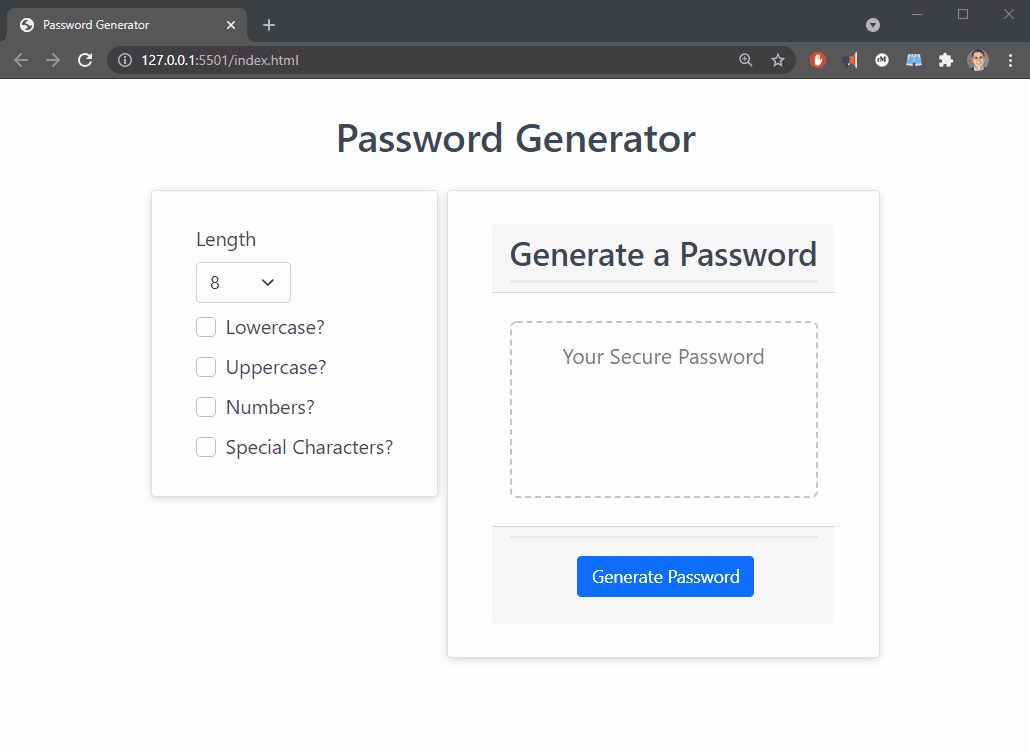 Password Generator
127.0.0.1:5501/index.html
Password Generator
Length
8
Lowercase?
Uppercase?
Numbers?
Special Characters?
Generate a Password
Your Secure Password
Generate Password